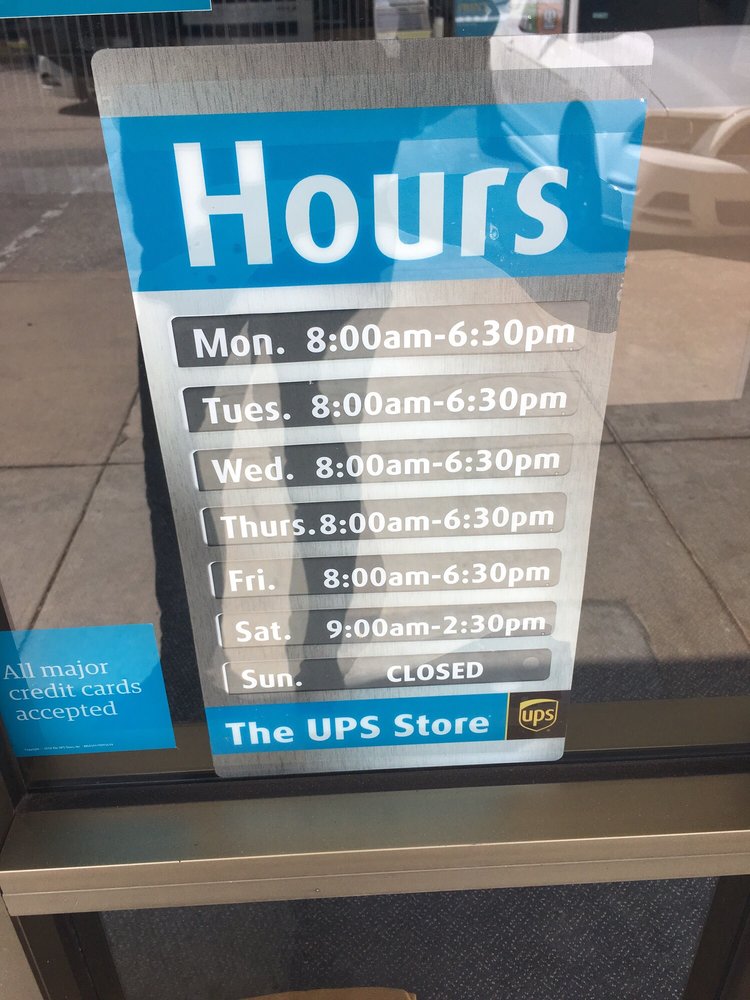 Hours
Mon. 8:00am-6:30pm
Tues. 8:00am-6:30pm
Wed. 8:00am-6:30pm
Thurs. 8:00am-6:30pm
Fri. 8:00am-6:30pm
Sat. 9:00am-2:30pm
Sun. CLOSED
The UPS Store
ups
All major
credit cards
accepted